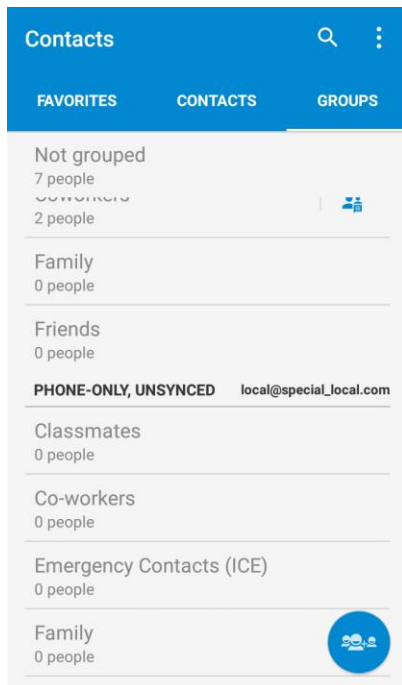 Contacts
FAVORITES CONTACTS GROUPS
Not grouped
7 people
Coworkers
2 people
Family
0 people
Friends
0 people
PHONE-ONLY, UNSYNCED local@special_local.com
Classmates
0 people
Co-workers
0 people
Emergency Contacts (ICE)
0 people
Family
0 people